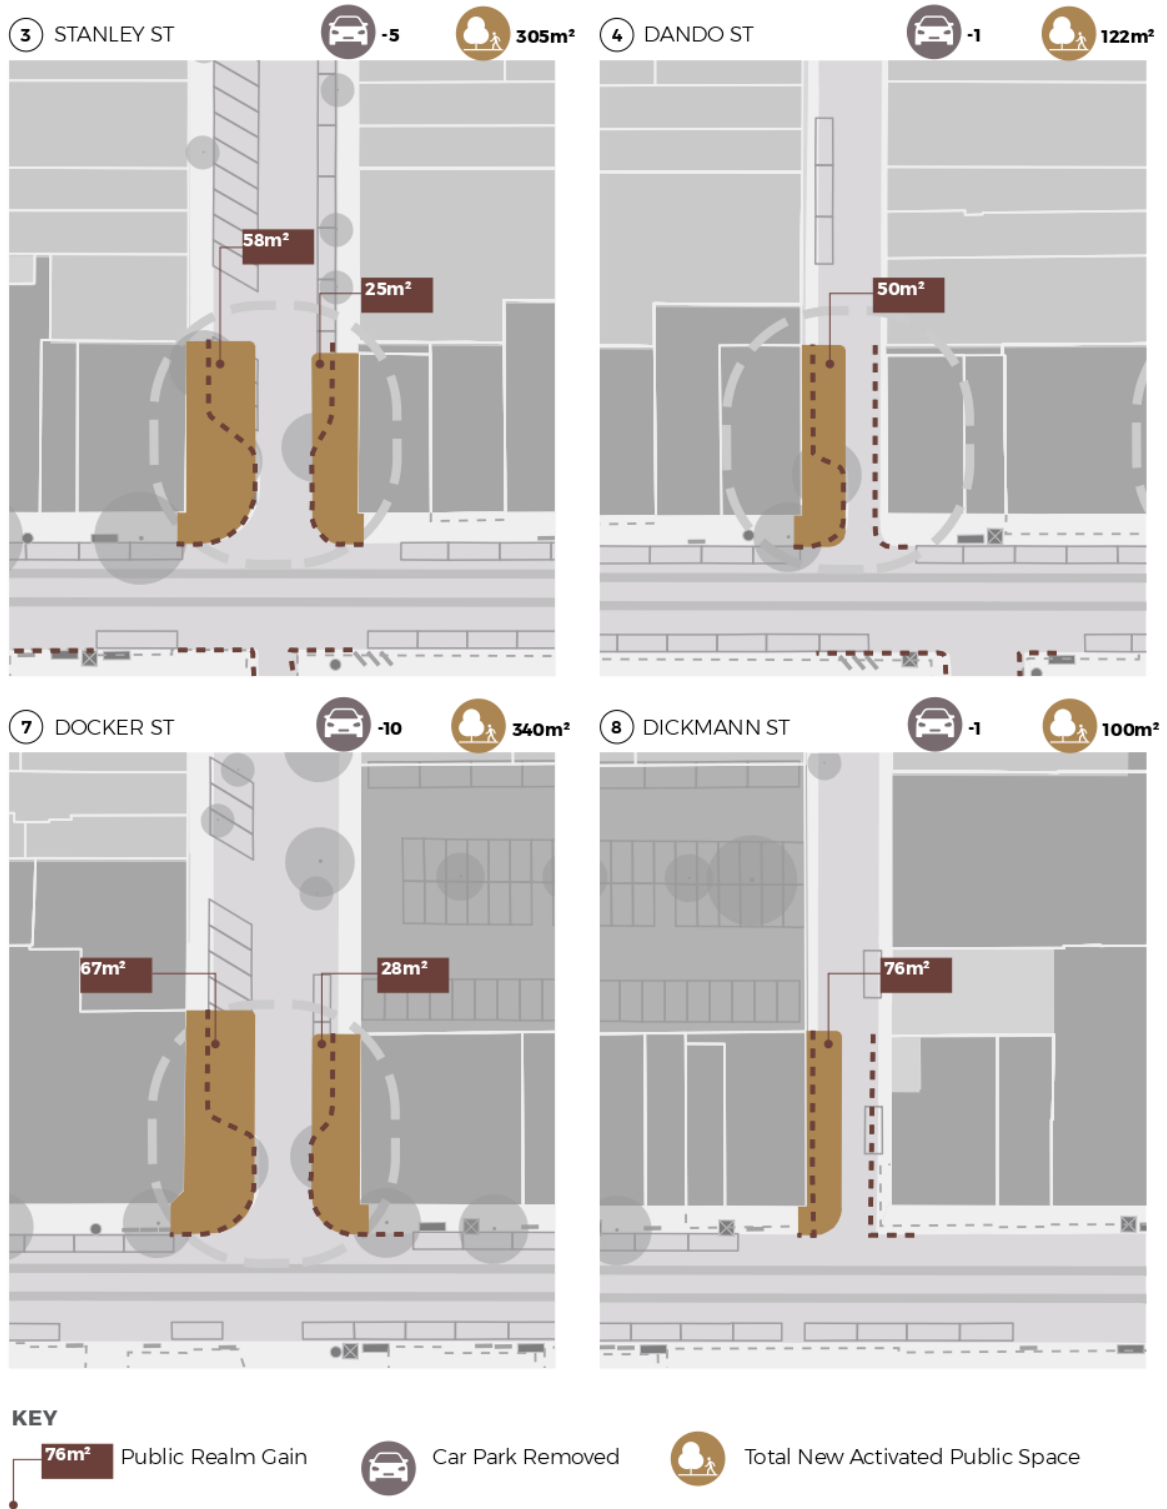 3 STANLEY ST -5 305m²
4 DANDO ST -1 122m²
58m²
25m²
50m²
7 DOCKER ST -10 340m²
8 DICKMANN ST -1 100m²
67m²
28m²
76m²
KEY
76m² Public Realm Gain
Car Park Removed
Total New Activated Public Space